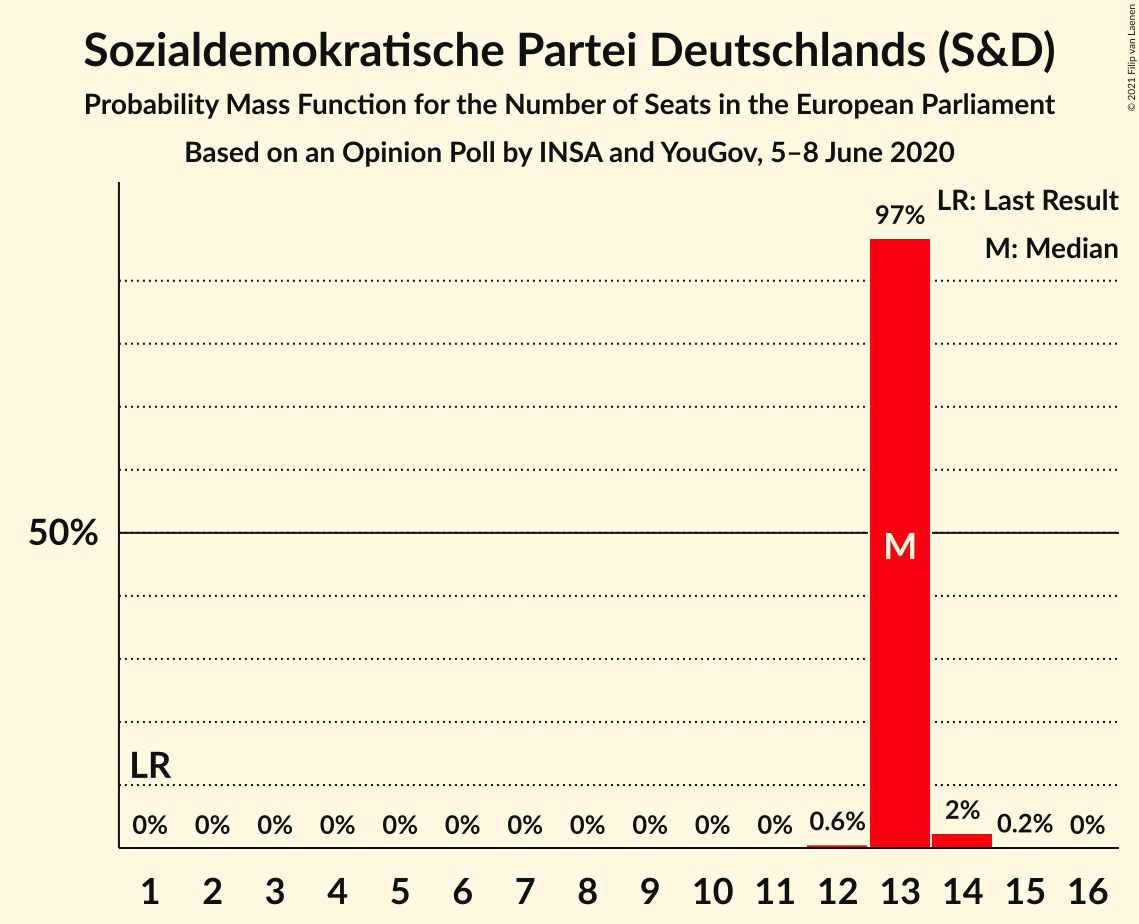 Sozialdemokratische Partei Deutschlands (S&D)
Probability Mass Function for the Number of Seats in the European Parliament
Based on an Opinion Poll by INSA and YouGov, 5–8 June 2020
© 2021 Filip van Laenen
LR: Last Result
M: Median
97%
50%
M
LR
0% 0% 0% 0% 0% 0% 0% 0% 0% 0% 0% 0.6% 2% 0.2% 0%
1 2 3 4 5 6 7 8 9 10 11 12 13 14 15 16